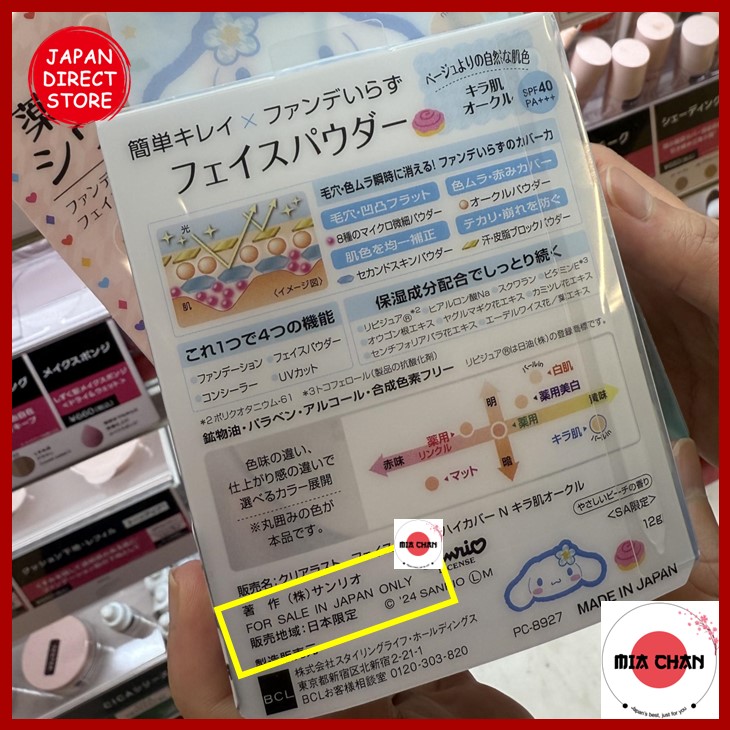 JAPAN
DIRECT
STORE
MIA CHAN
ベージュよりの自然な肌色
キラ肌
オークル
SPF40
PA+++
簡単キレイ×ファンデいらず
フェイスパウダー
毛穴・色ムラ瞬時に消える! ファンデいらずのカバー力
毛穴・凹凸フラット
8種のマイクロ微細パウダー
色ムラ・赤みカバー
オークルパウダー
肌色を均一補正
セカンドスキンパウダー
テカリ・崩れを防ぐ
汗・皮脂ブロックパウダー
光
肌
〈イメージ図〉
これ1つで4つの機能
ファンデーション
フェイスパウダー
コンシーラー
UVカット
保湿成分配合でしっとり続く
リピジュア®*2 ヒアルロン酸Na スクワラン ビタミンE*3
オウゴン根エキス ヤグルマギク花エキス カミツレ花エキス
センチフォリアバラ花エキス エーデルワイス花/葉エキス
*2ポリクオタニウム-61 *3トコフェロール(製品の抗酸化剤)
リピジュア®は日油(株)の登録商標です。
鉱物油・パラベン・アルコール・合成色素フリー
色味の違い、
仕上がり感の違いで
選べるカラー展開
※丸囲みの色が
本品です。
明
暗
赤味
黄味
パールin
白肌
薬用美白
薬用
薬用
リンクル
マット
キラ肌
パールin
やさしいピーチの香り
<SA限定>
12g
販売名:クリアラスト フェイス
ハイカバー N キラ肌オークル
MIA CHAN
著 作 (株)サンリオ
FOR SALE IN JAPAN ONLY
© '24 SANRIO Ⓛ M
販売地域:日本限定
株式会社スタイリングライフ・ホールディングス
東京都新宿区北新宿2-21-1
BCLお客様相談室 0120-303-820
BCL
PC-B927
MADE IN JAPAN
メイクスポンジ
¥660(税込)
シェーディング
MIA CHAN
Japan's best, just for you